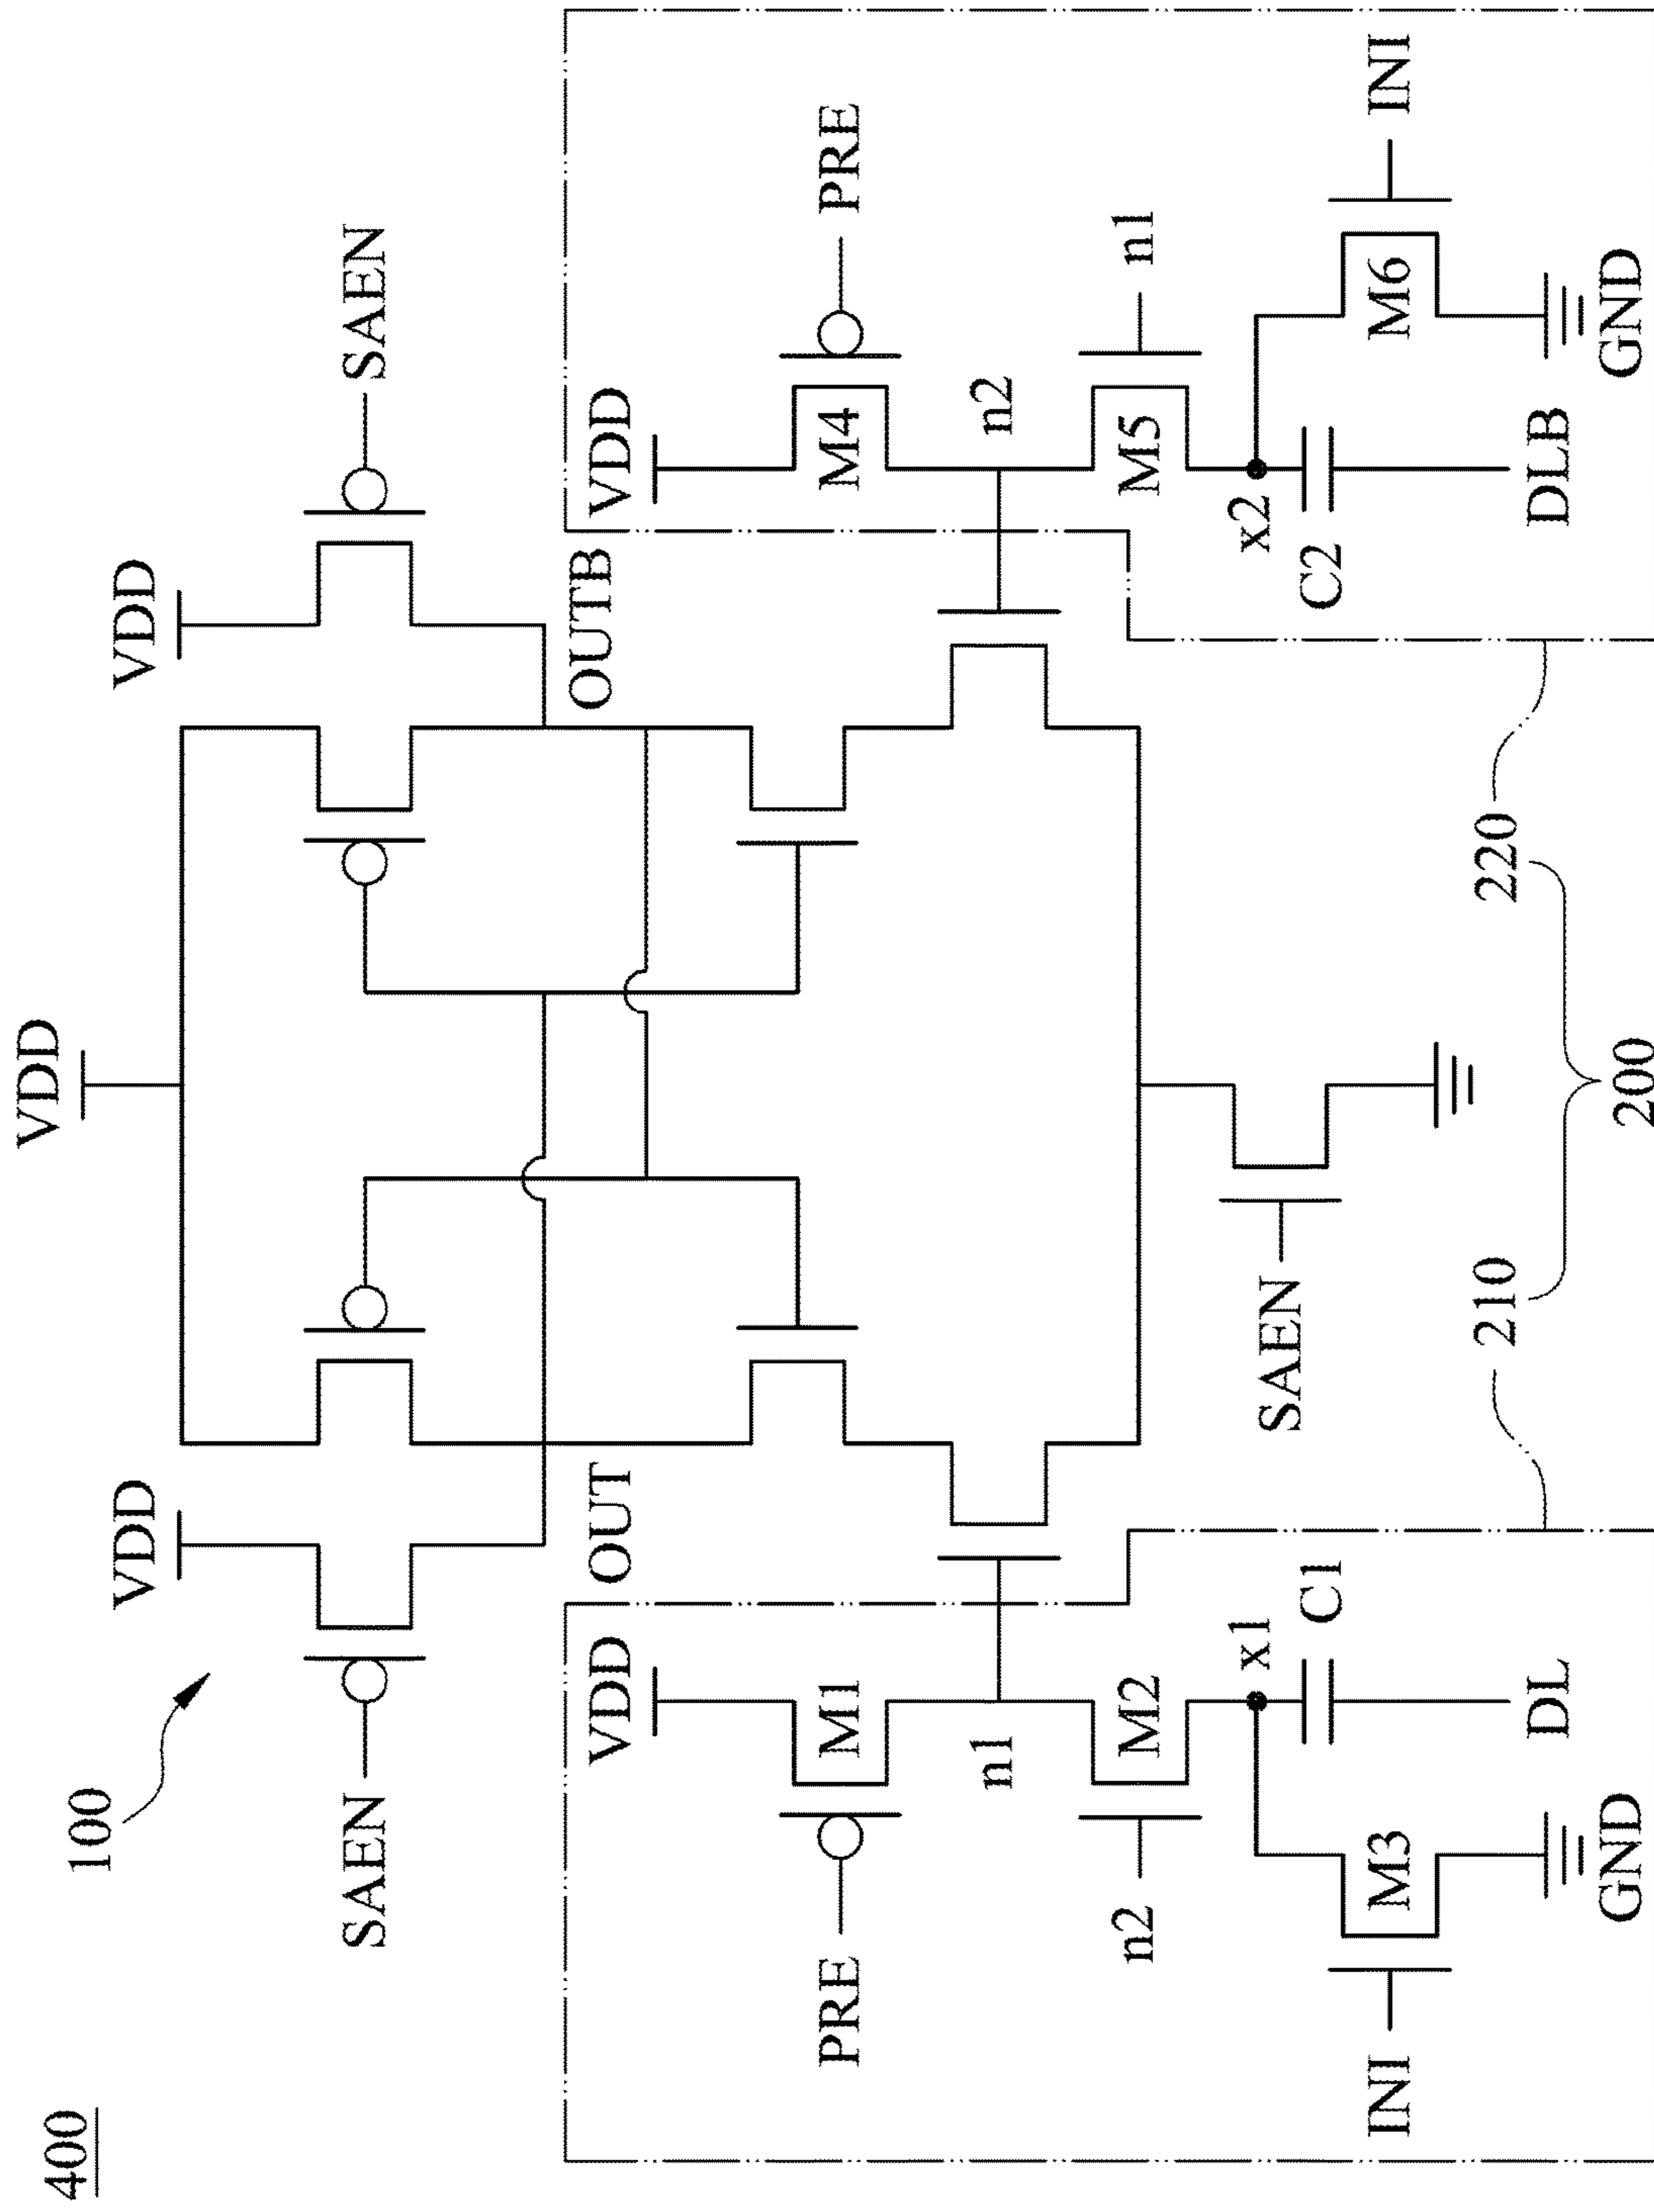 400
100
VDD
VDD
VDD
SAEN
SAEN
OUT
OUTB
VDD
VDD
PRE
M1
M4
PRE
n1
n2
n2
M2
M5
n1
x1
x2
INI
M3
C1
SAEN
C2
M6
INI
GND
DL
210
220
DLB
GND
200